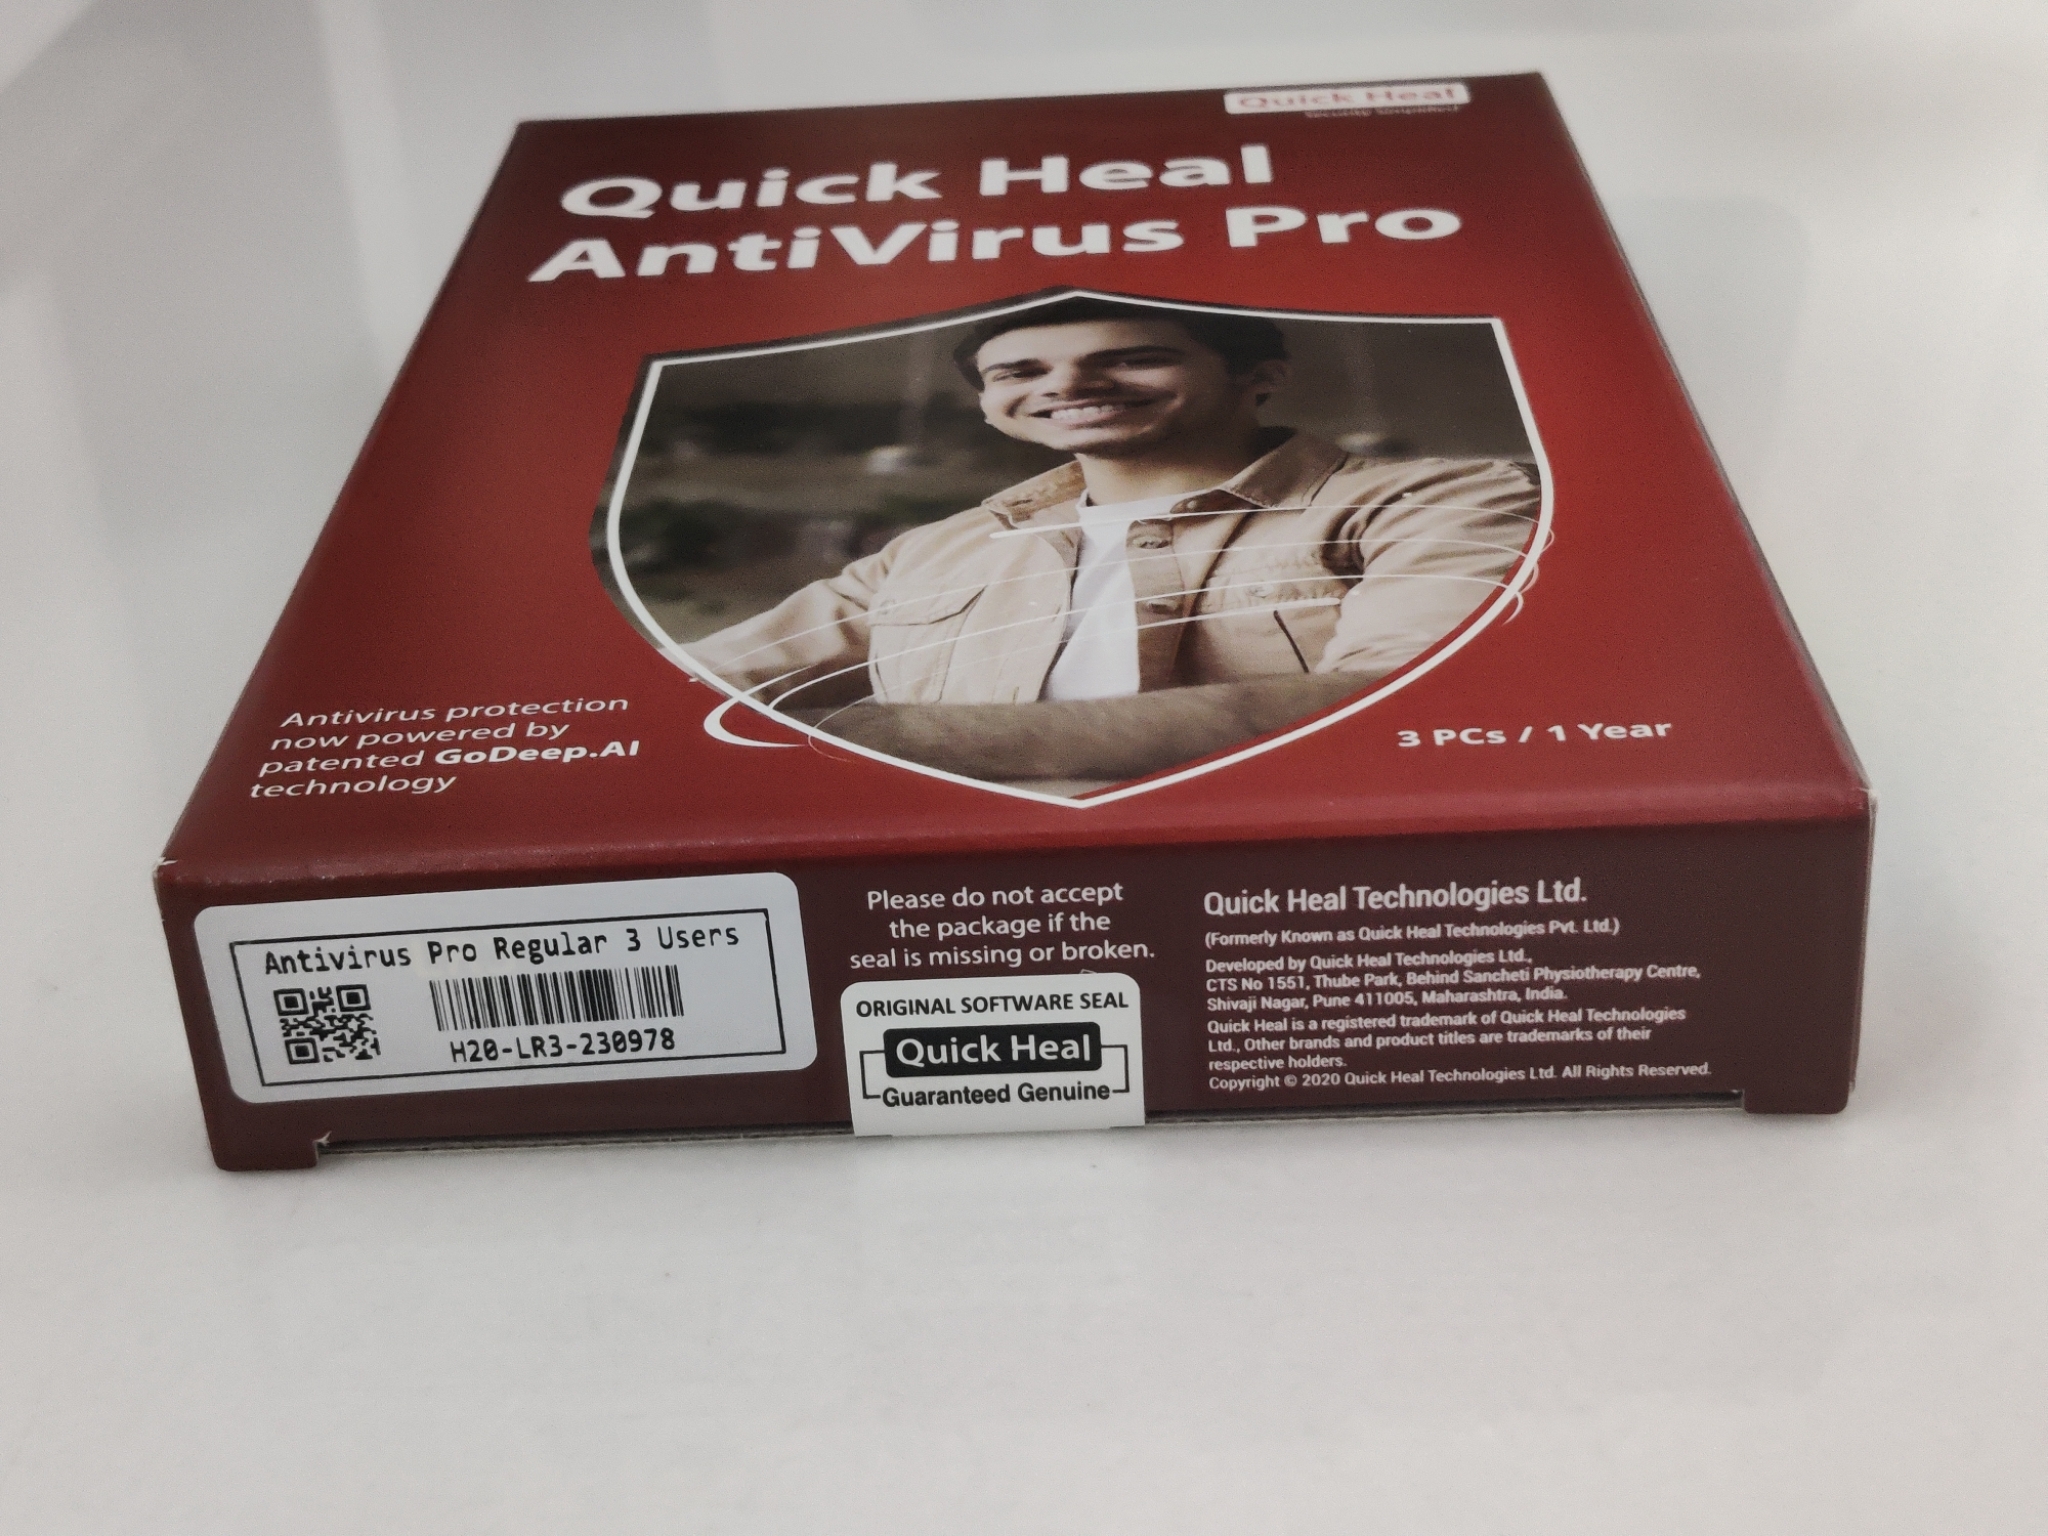 Quick Heal
Security Simplified
Quick Heal
AntiVirus Pro
Antivirus protection
now powered by
patented GoDeep.AI
technology
3 PCs / 1 Year
Antivirus Pro Regular 3 Users
H20-LR3-230978
Please do not accept
the package if the
seal is missing or broken.
ORIGINAL SOFTWARE SEAL
Quick Heal
Guaranteed Genuine
Quick Heal Technologies Ltd.
(Formerly Known as Quick Heal Technologies Pvt. Ltd.)
Developed by Quick Heal Technologies Ltd.,
CTS No 1551, Thube Park, Behind Sancheti Physiotherapy Centre,
Shivaji Nagar, Pune 411005, Maharashtra, India.
Quick Heal is a registered trademark of Quick Heal Technologies
Ltd., Other brands and product titles are trademarks of their
respective holders.
Copyright © 2020 Quick Heal Technologies Ltd. All Rights Reserved.